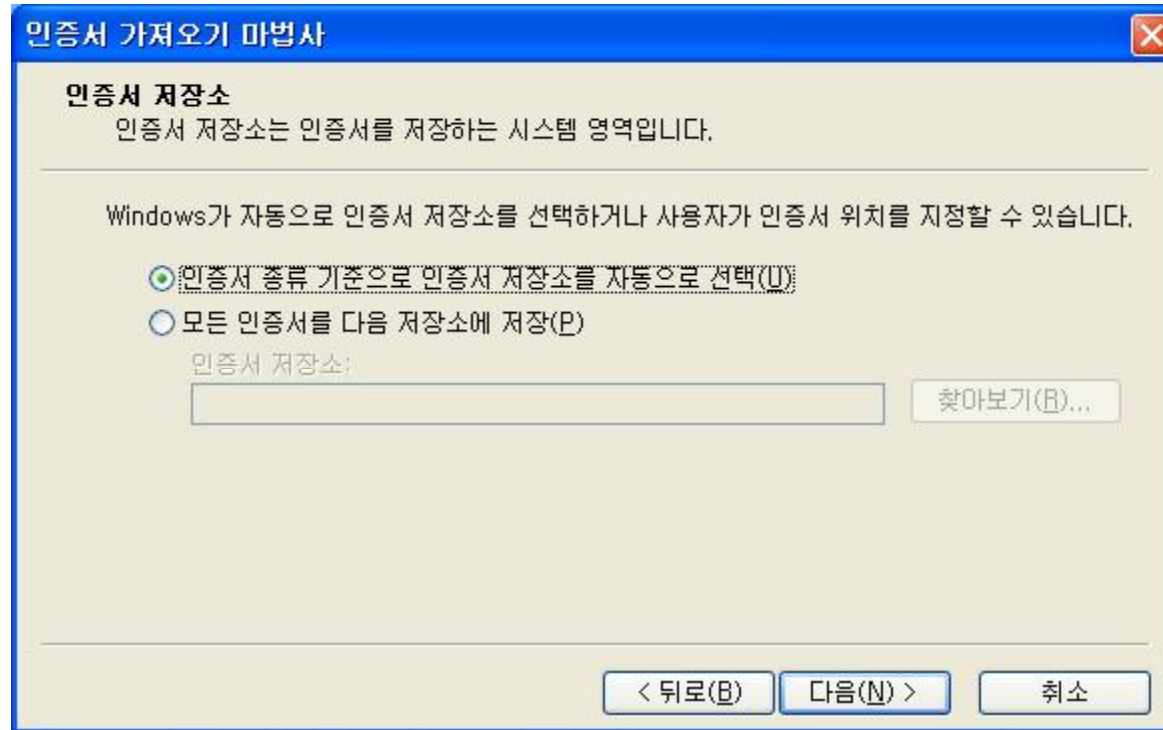 인증서 가져오기 마법사
인증서 저장소
인증서 저장소는 인증서를 저장하는 시스템 영역입니다.
Windows가 자동으로 인증서 저장소를 선택하거나 사용자가 인증서 위치를 지정할 수 있습니다.
인증서 종류 기준으로 인증서 저장소를 자동으로 선택(U)
모든 인증서를 다음 저장소에 저장(P)
인증서 저장소:
찾아보기(R)...
< 뒤로(B) 다음(N) > 취소